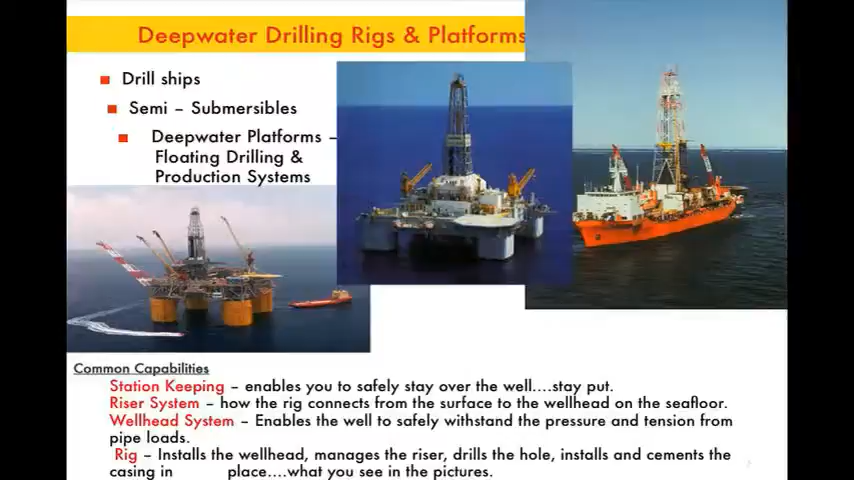 Deepwater Drilling Rigs & Platforms
Drill ships
Semi – Submersibles
Deepwater Platforms –
Floating Drilling &
Production Systems
Common Capabilities
Station Keeping – enables you to safely stay over the well....stay put.
Riser System – how the rig connects from the surface to the wellhead on the seafloor.
Wellhead System – Enables the well to safely withstand the pressure and tension from
pipe loads.
Rig – Installs the wellhead, manages the riser, drills the hole, installs and cements the
casing in place....what you see in the pictures.